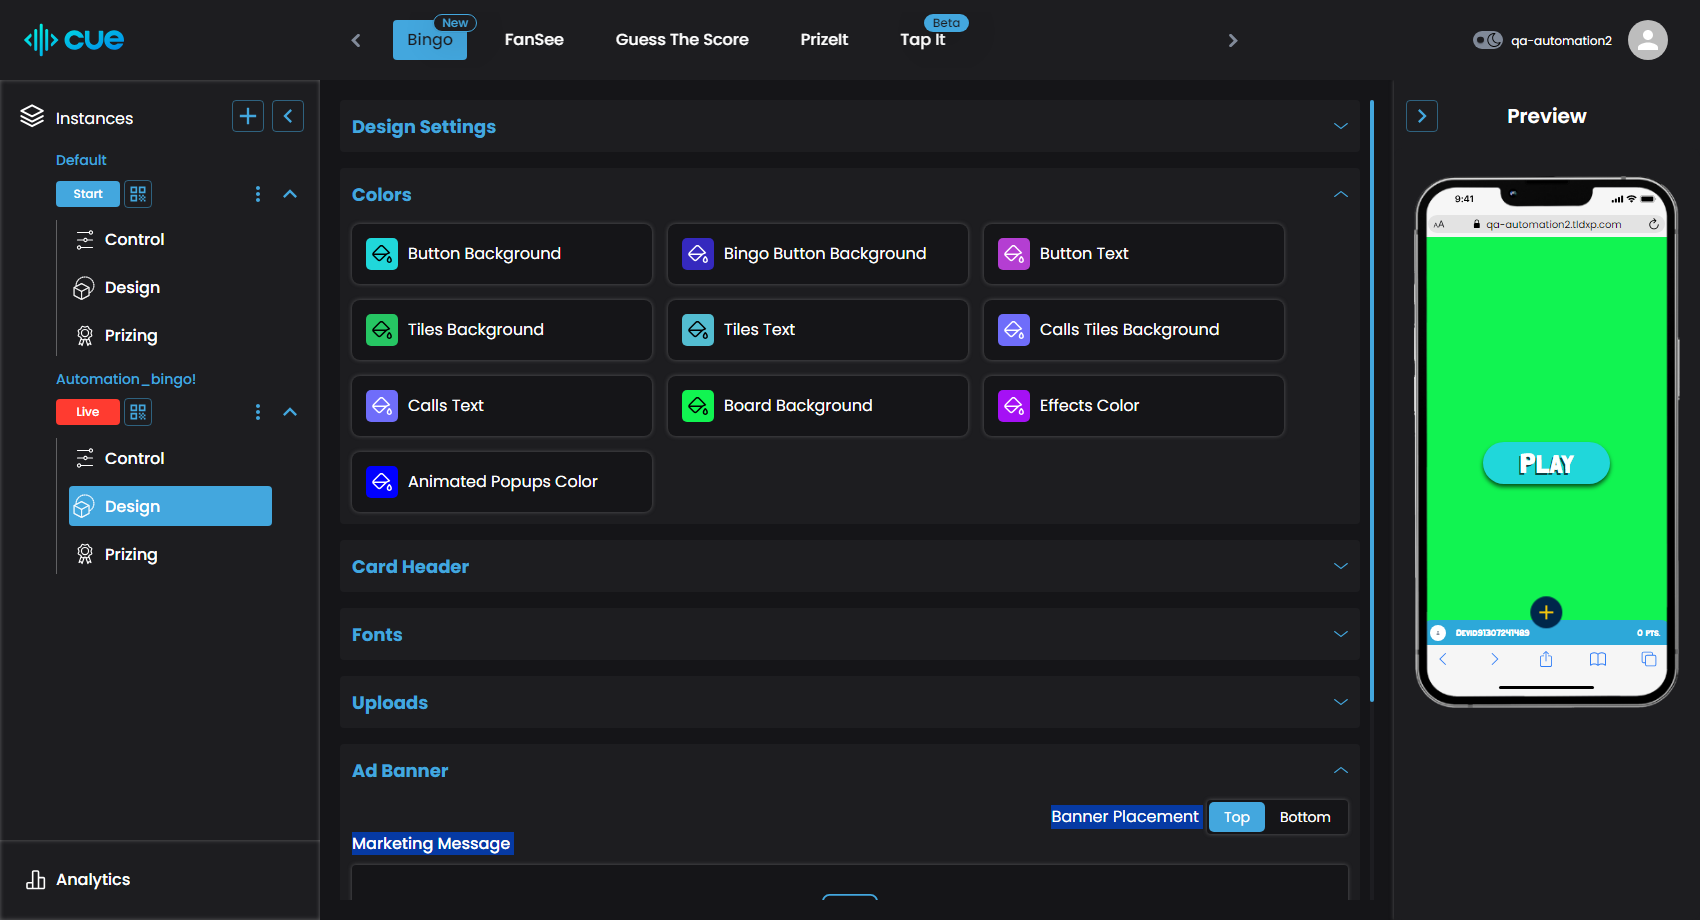 cue
Bingo
New
FanSee
Guess The Score
PrizeIt
Tap It
Beta
qa-automation2
Instances
Default
Start
Control
Design
Prizing
Automation_bingo!
Live
Control
Design
Prizing
Analytics
Design Settings
Colors
Button Background
Bingo Button Background
Button Text
Tiles Background
Tiles Text
Calls Tiles Background
Calls Text
Board Background
Effects Color
Animated Popups Color
Card Header
Fonts
Uploads
Ad Banner
Banner Placement
Top
Bottom
Marketing Message
Preview
9:41
AA
qa-automation2.tldxp.com
Play
0 PTS.